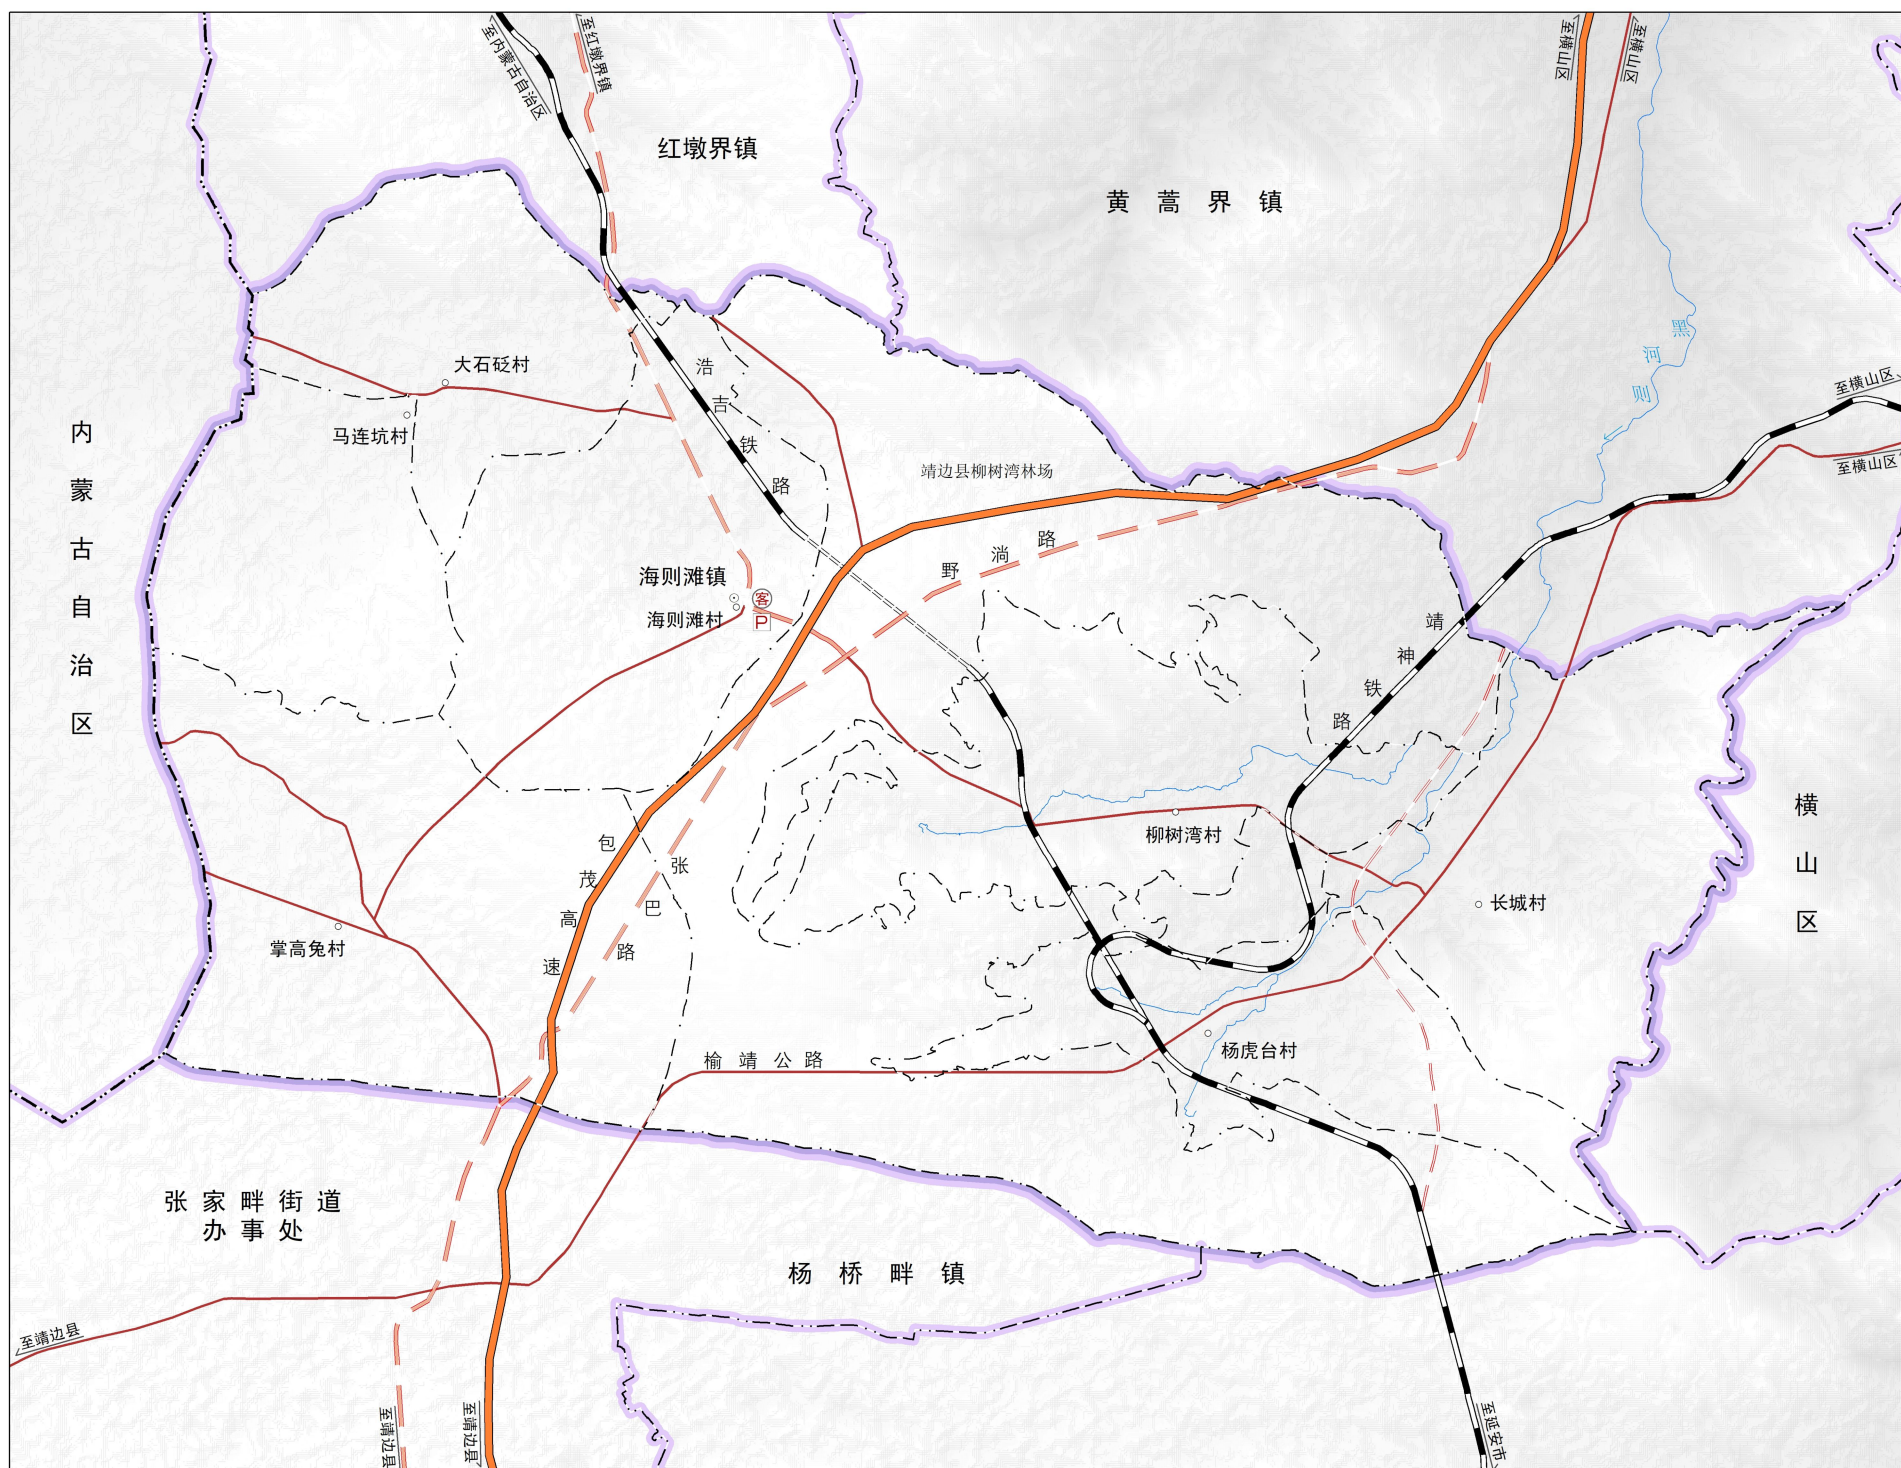 至内蒙古自治区
至红墩界镇
至横山区
至横山区
红墩界镇
黄蒿界镇
黑
河
则
浩吉铁路
大石砭村
马连坑村
至横山区
至横山区
内蒙古自治区
靖边县柳树湾林场
野淌路
海则滩镇
海则滩村
客
P
靖神铁路
横山区
包茂高速
张巴路
柳树湾村
长城村
掌高兔村
杨虎台村
榆靖公路
张家畔街道
办事处
杨桥畔镇
至靖边县
至靖边县
至靖边县
至延安市